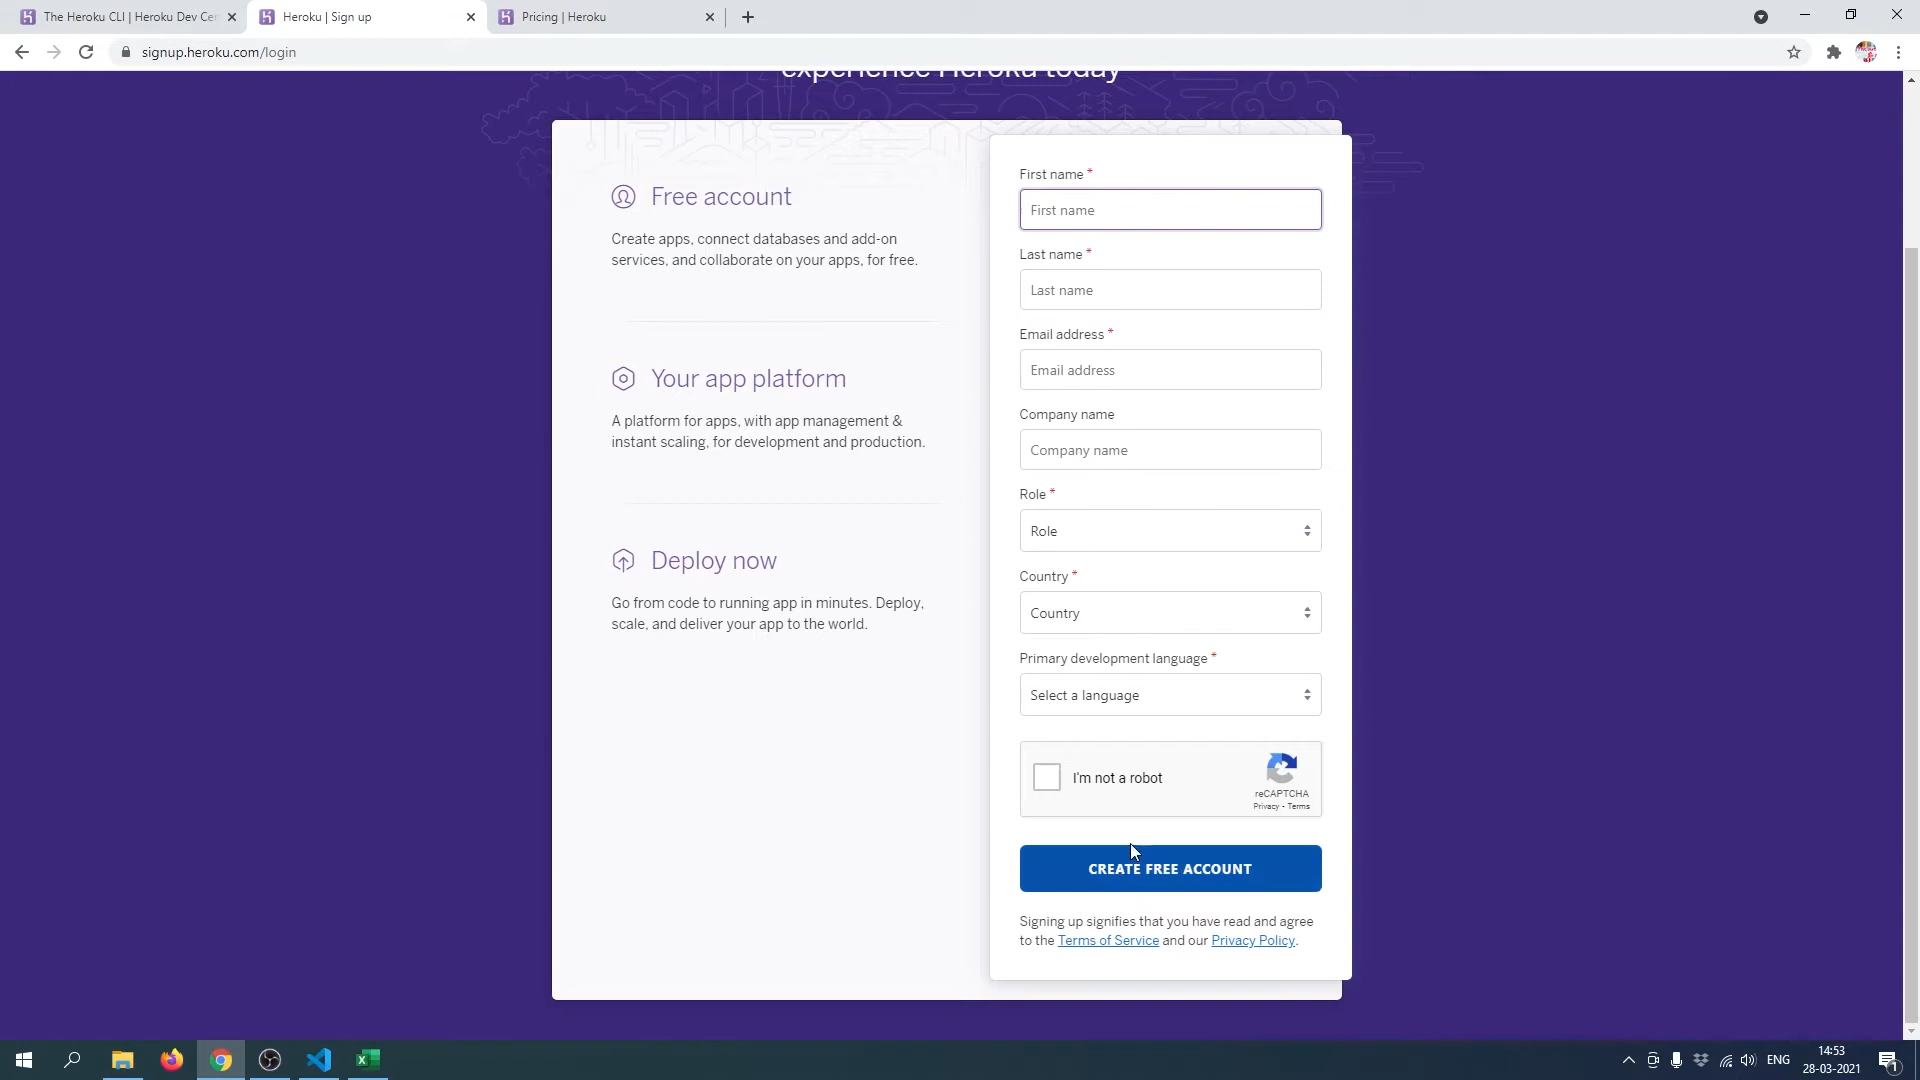 The Heroku CLI | Heroku Dev Cen
Heroku | Sign up
Pricing | Heroku
signup.heroku.com/login
experience Heroku today
Free account
Create apps, connect databases and add-on
services, and collaborate on your apps, for free.
Your app platform
A platform for apps, with app management &
instant scaling, for development and production.
Deploy now
Go from code to running app in minutes. Deploy,
scale, and deliver your app to the world.
First name *
First name
Last name *
Last name
Email address *
Email address
Company name
Company name
Role *
Role
Country *
Country
Primary development language *
Select a language
I'm not a robot
reCAPTCHA
Privacy - Terms
CREATE FREE ACCOUNT
Signing up signifies that you have read and agree
to the Terms of Service and our Privacy Policy.
ENG
14:53
28-03-2021
1